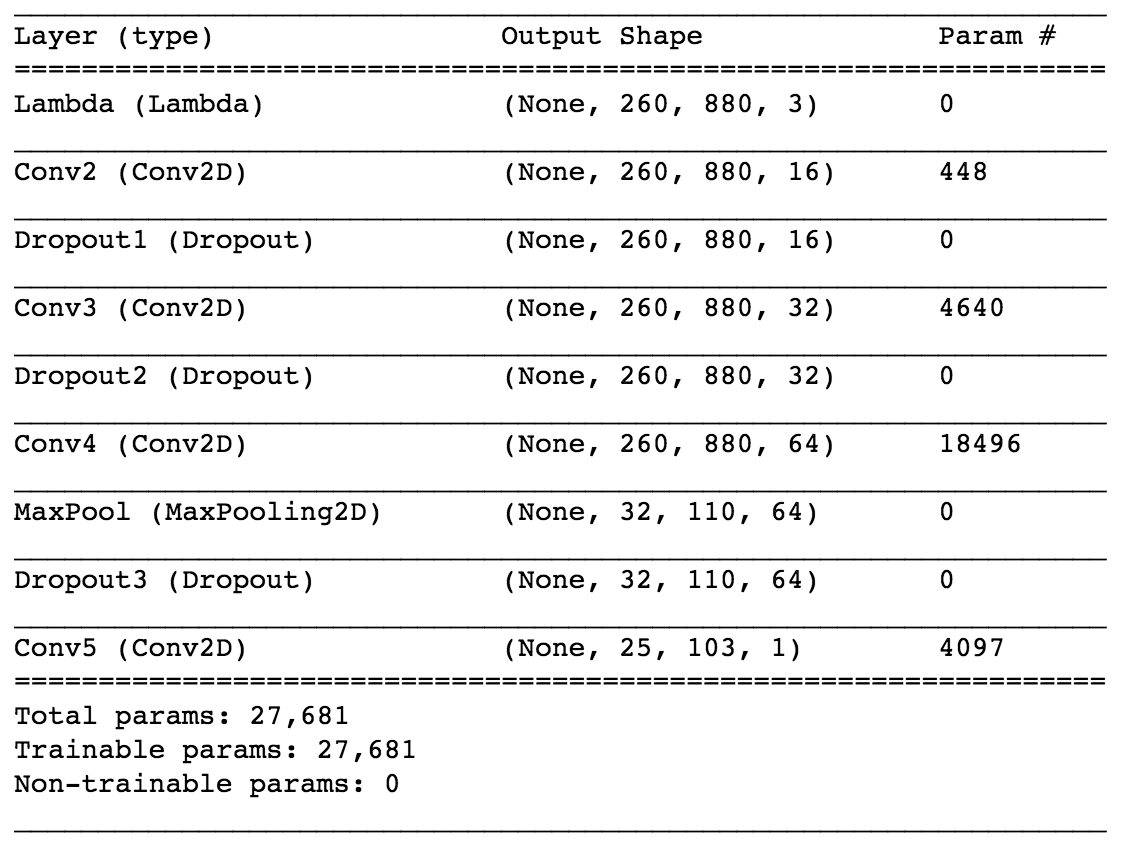 Layer (type) Output Shape Param #
=================================================================
Lambda (Lambda) (None, 260, 880, 3) 0
Conv2 (Conv2D) (None, 260, 880, 16) 448
Dropout1 (Dropout) (None, 260, 880, 16) 0
Conv3 (Conv2D) (None, 260, 880, 32) 4640
Dropout2 (Dropout) (None, 260, 880, 32) 0
Conv4 (Conv2D) (None, 260, 880, 64) 18496
MaxPool (MaxPooling2D) (None, 32, 110, 64) 0
Dropout3 (Dropout) (None, 32, 110, 64) 0
Conv5 (Conv2D) (None, 25, 103, 1) 4097
=================================================================
Total params: 27,681
Trainable params: 27,681
Non-trainable params: 0